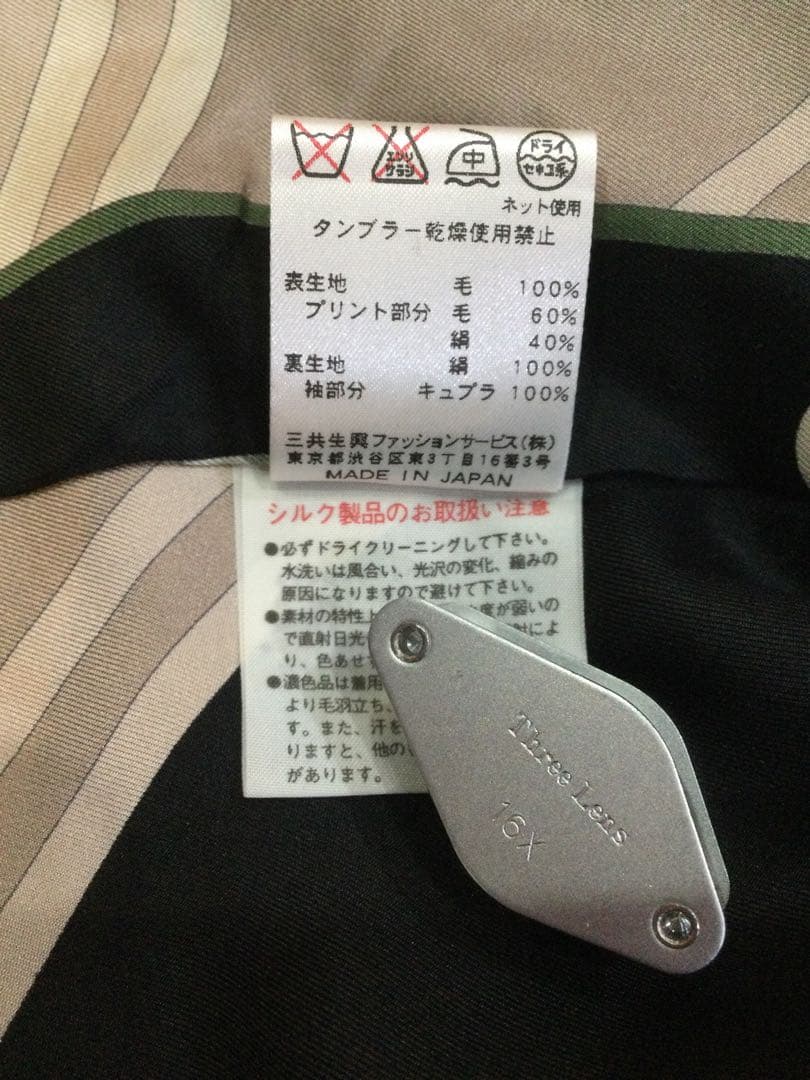 エンソ
サラシ
中
ドライ
セキユ系
ネット使用
タンブラー乾燥使用禁止
表生地 毛 100%
プリント部分 毛 60%
絹 40%
裏生地 絹 100%
袖部分 キュプラ 100%
三共生興ファッションサービス(株)
東京都渋谷区東3丁目16番3号
MADE IN JAPAN
シルク製品のお取扱い注意
●必ずドライクリーニングして下さい。
水洗いは風合い、光沢の変化、縮みの
原因になりますので避けて下さい。
●素材の特性上 度が弱いの
で直射日光 射によ
り、色あせ
●濃色品は着用
より毛羽立ち、
す。また、汗を
りますと、他の
があります。
Three Lens
16X